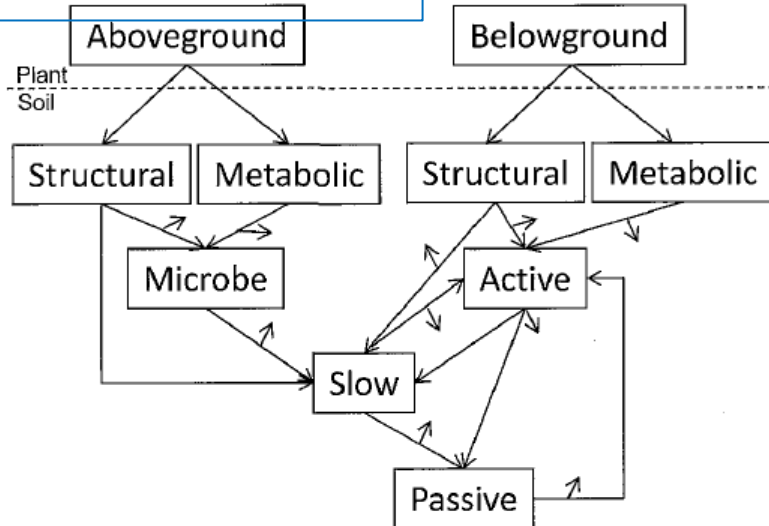 Aboveground
Belowground
Plant
Soil
Structural
Metabolic
Structural
Metabolic
Microbe
Active
Slow
Passive